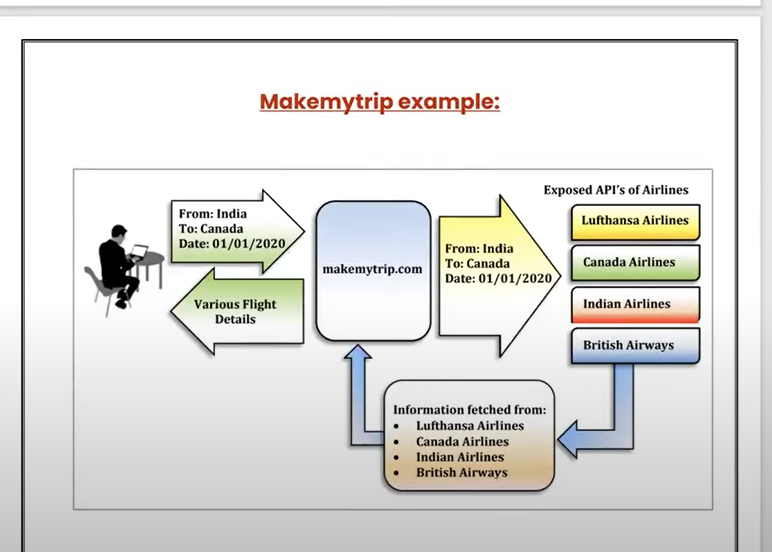 Makemytrip example:
From: India
To: Canada
Date: 01/01/2020
Various Flight
Details
makemytrip.com
From: India
To: Canada
Date: 01/01/2020
Exposed API's of Airlines
Lufthansa Airlines
Canada Airlines
Indian Airlines
British Airways
Information fetched from:
• Lufthansa Airlines
• Canada Airlines
• Indian Airlines
• British Airways